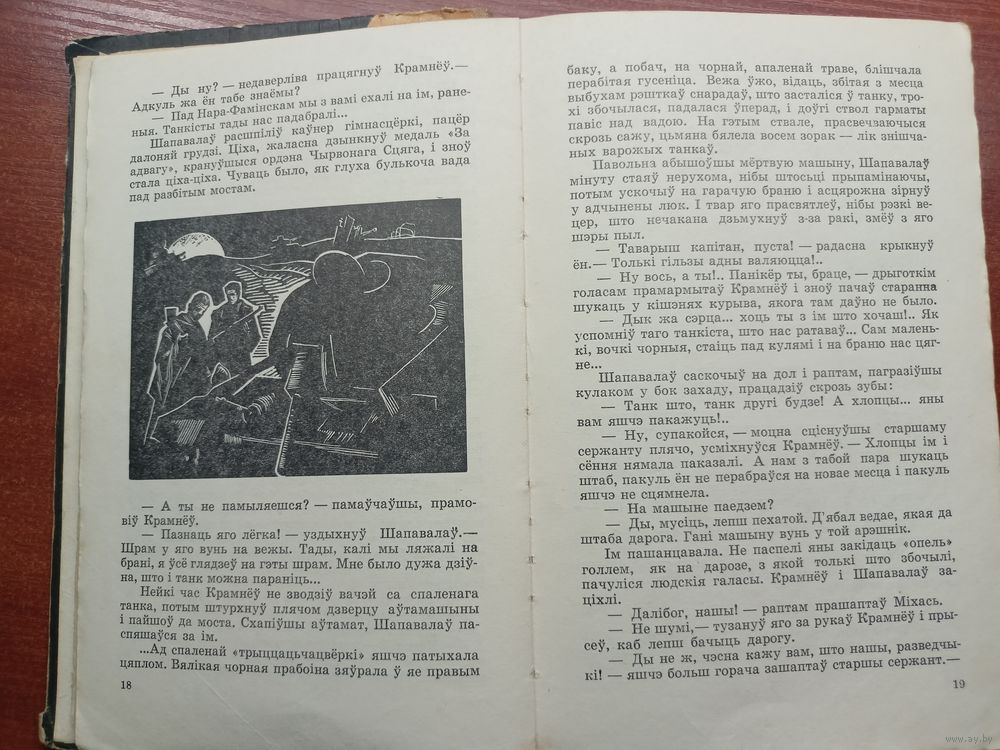 — Ды ну? — недаверліва працягнуў Крамнёў.—
Адкуль жа ён табе знаёмы?
— Пад Нара-Фамінскам мы з вамі ехалі на ім, ране-
ныя. Танкісты тады нас падабралі...
Шапавалаў расшпіліў каўнер гімнасцёркі, пацёр
далоняй грудзі. Ціха, жаласна дзынкнуў медаль «За
адвагу», крануўшыся ордэна Чырвонага Сцяга, і зноў
стала ціха-ціха. Чуваць было, як глуха булькоча вада
пад разбітым мостам.
— А ты не памыляешся? — памаўчаўшы, прамо-
віў Крамнёў.
— Пазнаць яго лёгка! — уздыхнуў Шапавалаў.—
Шрам у яго вунь на вежы. Тады, калі мы ляжалі на
брані, я ўсё глядзеў на гэты шрам. Мне было дужа дзіў-
на, што і танк можна параніць...
Нейкі час Крамнёў не зводзіў вачэй са спаленага
танка, потым штурхнуў плячом дзверцу аўтамашыны
і пайшоў да моста. Схапіўшы аўтамат, Шапавалаў па-
спяшаўся за ім.
...Ад спаленай «трыццацьчацвёркі» яшчэ патыхала
цяплом. Вялікая чорная прабоіна зяўрала ў яе правым
18
баку, а побач, на чорнай, апаленай траве, блішчала
перабітая гусеніца. Вежа ўжо, відаць, збітая з месца
выбухам рэшткаў снарадаў, што засталіся ў танку, тро-
хі збочылася, падалася ўперад, і доўгі ствол гарматы
павіс над вадою. На гэтым ствале, прасвечваючыся
скрозь сажу, цьмяна бялела восем зорак — лік знішча-
ных варожых танкаў.
Павольна абышоўшы мёртвую машыну, Шапавалаў
мінуту стаяў нерухома, нібы штосьці прыпамінаючы,
потым ускочыў на гарачую браню і асцярожна зірнуў
у адчынены люк. І твар яго прасвятлеў, нібы рэзкі ве-
цер, што нечакана дзьмухнуў з-за ракі, змёў з яго
шэры пыл.
— Таварыш капітан, пуста! — радасна крыкнуў
ён.— Толькі гільзы адны валяюцца!..
— Ну вось, а ты!.. Панікёр ты, браце, — дрыготкім
голасам прамармытаў Крамнёў і зноў пачаў старанна
шукаць у кішэнях курыва, якога там даўно не было.
— Дык жа сэрца... хоць ты з ім што хочаш!.. Як
успомніў таго танкіста, што нас ратаваў... Сам малень-
кі, вочкі чорныя, стаіць пад кулямі і на браню нас цяг-
не...
Шапавалаў саскочыў на дол і раптам, пагразіўшы
кулаком у бок захаду, працадзіў скрозь зубы:
— Танк што, танк другі будзе! А хлопцы... яны
вам яшчэ пакажуць!..
— Ну, супакойся, — моцна сціснуўшы старшаму
сержанту плячо, усміхнуўся Крамнёў. — Хлопцы ім і
сёння нямала паказалі. А нам з табой пара шукаць
штаб, пакуль ён не перабраўся на новае месца і пакуль
яшчэ не сцямнела.
— На машыне паедзем?
— Ды, мусіць, лепш пехатой. Д'ябал ведае, якая да
штаба дарога. Гані машыну вунь у той арэшнік.
Ім пашанцавала. Не паспелі яны закідаць «опель»
голлем, як на дарозе, з якой толькі што збочылі,
пачуліся людскія галасы. Крамнёў і Шапавалаў за-
ціхлі.
— Далібог, нашы! — раптам прашаптаў Міхась.
— Не шумі,— тузануў яго за рукаў Крамнёў і пры-
сеў, каб лепш бачыць дарогу.
— Ды не ж, чэсна кажу вам, што нашы, разведчы-
кі! — яшчэ больш горача зашаптаў старшы сержант.—
19
www.ay.by